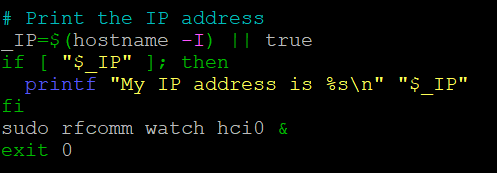 # Print the IP address
_IP=$(hostname -I) || true
if [ "$_IP" ]; then
  printf "My IP address is %s\n" "$_IP"
fi
sudo rfcomm watch hci0 &
exit 0